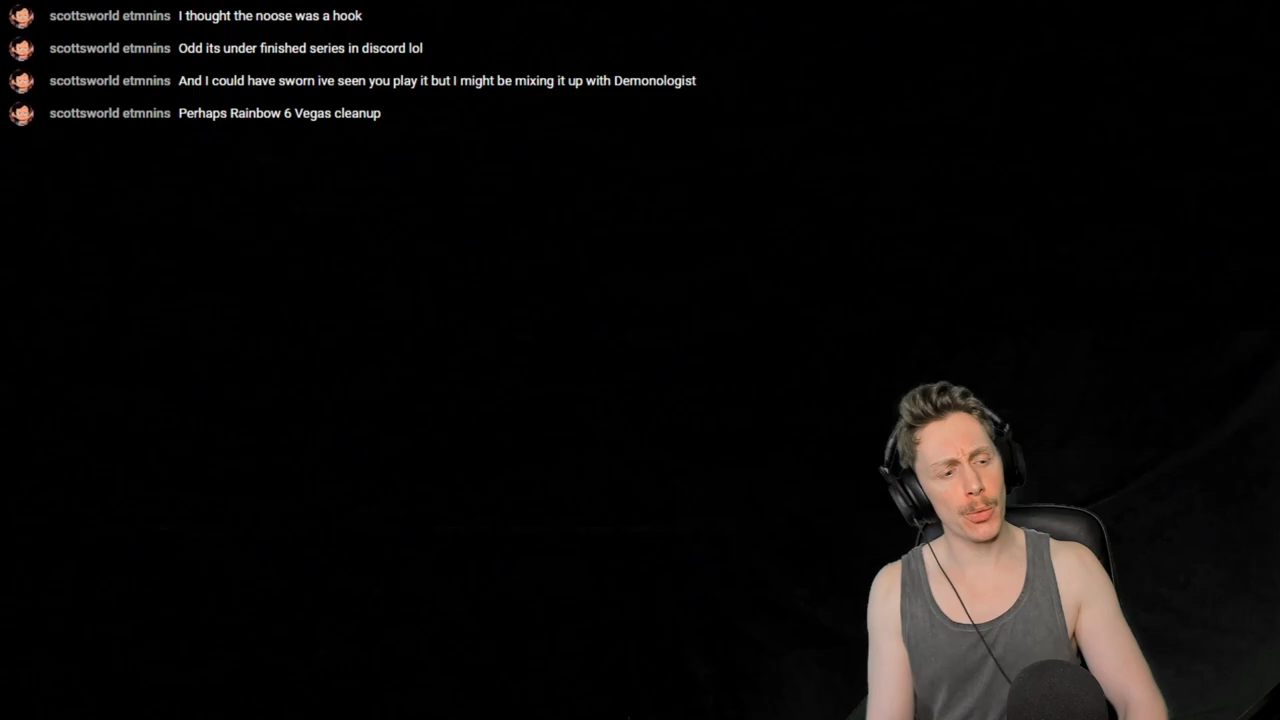 scottsworld etmnins I thought the noose was a hook
scottsworld etmnins Odd its under finished series in discord lol
scottsworld etmnins And I could have sworn ive seen you play it but I might be mixing it up with Demonologist
scottsworld etmnins Perhaps Rainbow 6 Vegas cleanup